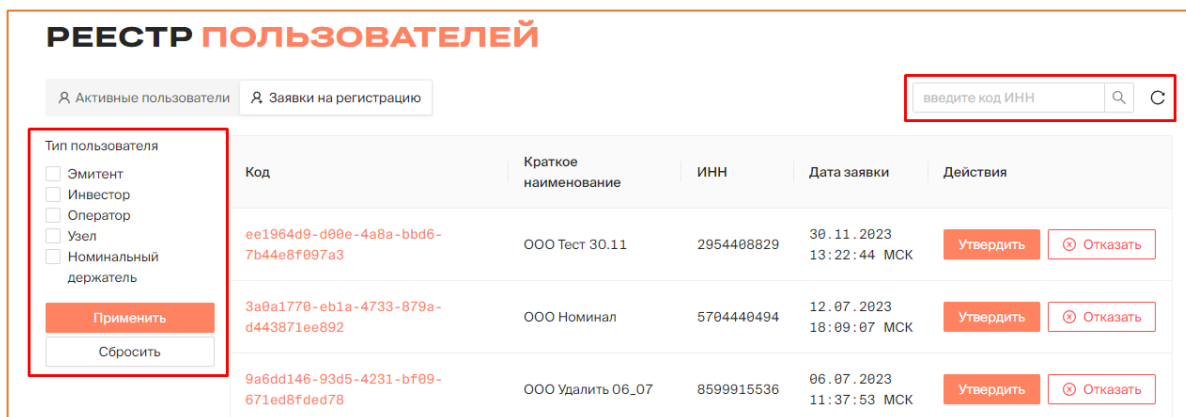 РЕЕСТР ПОЛЬЗОВАТЕЛЕЙ
Активные пользователи Заявки на регистрацию
введите код ИНН
Тип пользователя
Эмитент
Инвестор
Оператор
Узел
Номинальный
держатель
Применить
Сбросить
Код Краткое наименование ИНН Дата заявки Действия
ee1964d9-d00e-4a8a-bbd6- ООО Тест 30.11 2954408829 30.11.2023 Утвердить Отказать
7b44e8f097a3 13:22:44 МСК
3a0a1770-eb1a-4733-879a- ООО Номинал 5704440494 12.07.2023 Утвердить Отказать
d443871ee892 18:09:07 МСК
9a6dd146-93d5-4231-bf09- ООО Удалить 06_07 8599915536 06.07.2023 Утвердить Отказать
671ed8fded78 11:37:53 МСК